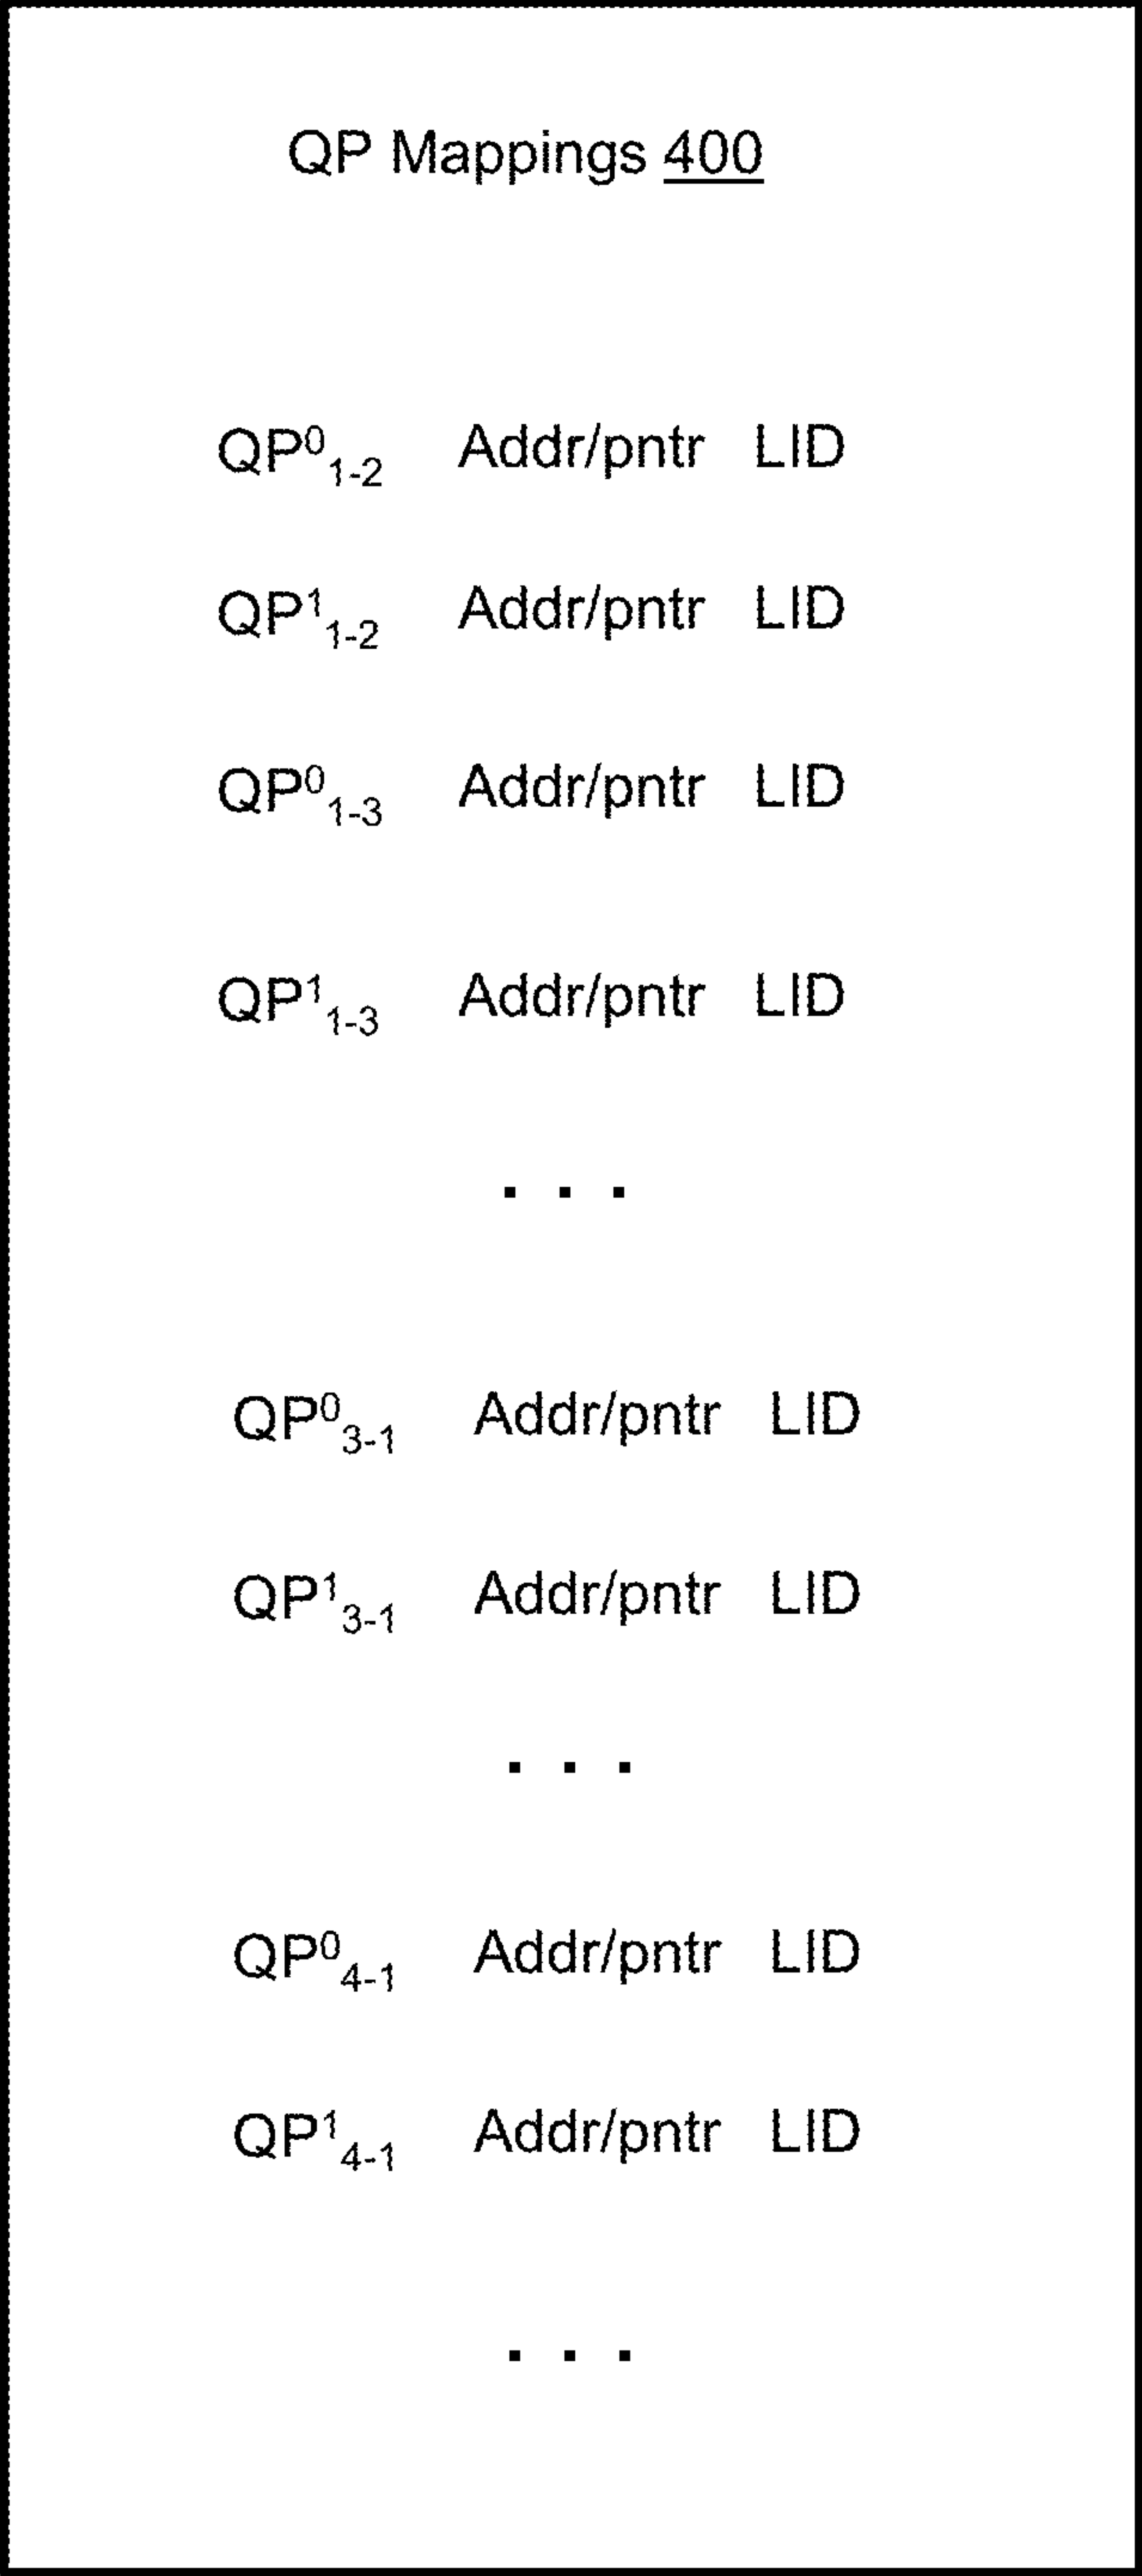 QP Mappings 400
QP⁰₁₋₂ Addr/pntr LID
QP¹₁₋₂ Addr/pntr LID
QP⁰₁₋₃ Addr/pntr LID
QP¹₁₋₃ Addr/pntr LID
. . .
QP⁰₃₋₁ Addr/pntr LID
QP¹₃₋₁ Addr/pntr LID
. . .
QP⁰₄₋₁ Addr/pntr LID
QP¹₄₋₁ Addr/pntr LID
. . .